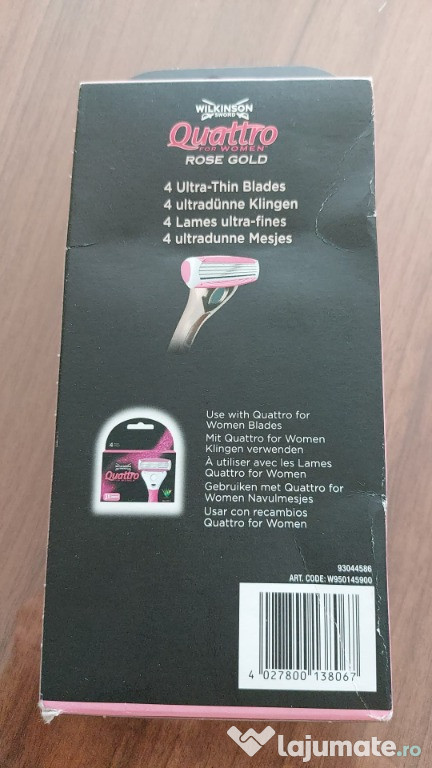 WILKINSON
SWORD
Quattro
FOR WOMEN
ROSE GOLD
4 Ultra-Thin Blades
4 ultradünne Klingen
4 Lames ultra-fines
4 ultradunne Mesjes
Use with Quattro for
Women Blades
Mit Quattro for Women
Klingen verwenden
À utiliser avec les Lames
Quattro for Women
Gebruiken met Quattro for
Women Navulmesjes
Usar con recambios
Quattro for Women
Quattro
93044586
ART. CODE: W950145900
4 027800 138067
lajumate.ro